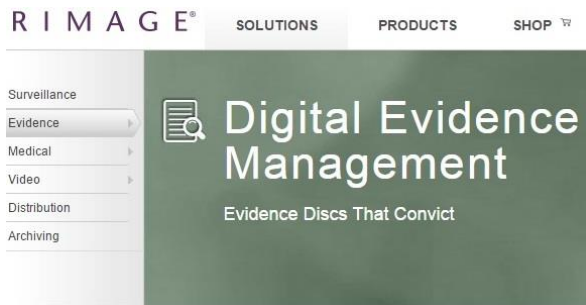 RIMAGE®
SOLUTIONS
PRODUCTS
SHOP
Surveillance
Evidence
Medical
Video
Distribution
Archiving
Digital Evidence
Management
Evidence Discs That Convict